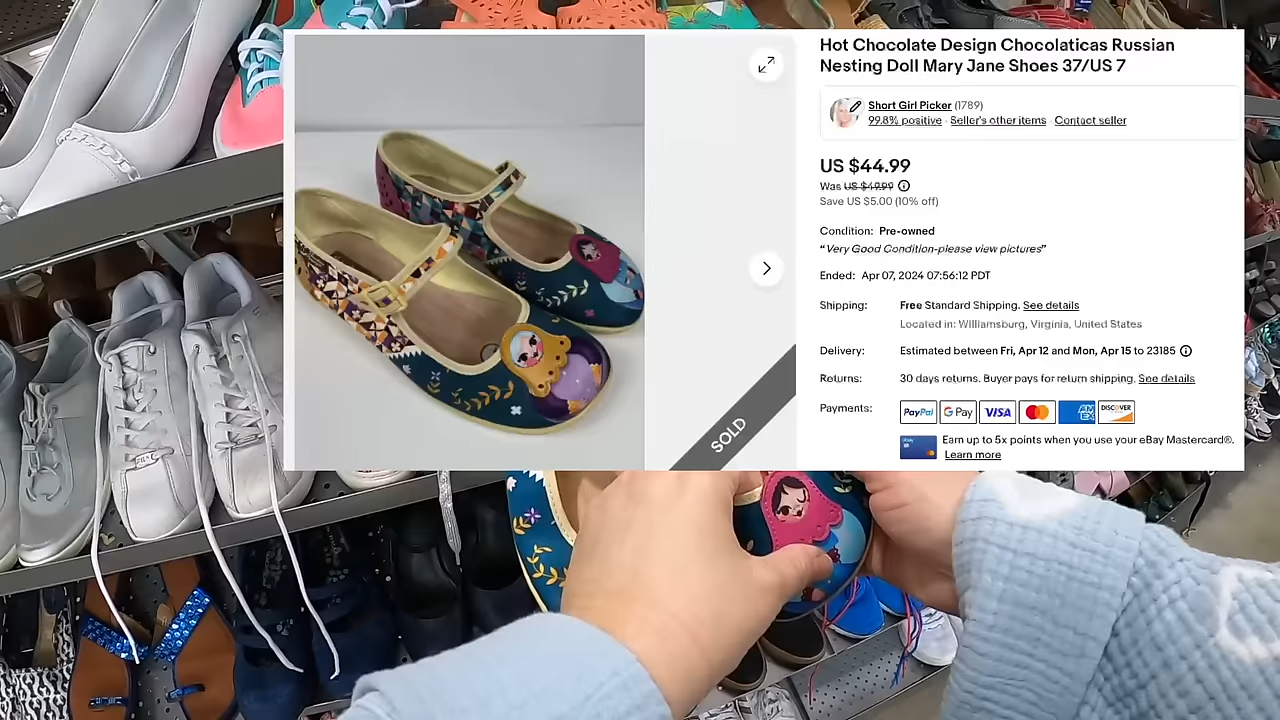 Hot Chocolate Design Chocolaticas Russian
Nesting Doll Mary Jane Shoes 37/US 7
Short Girl Picker (1789)
99.8% positive · Seller's other items · Contact seller
US $44.99
Was US $49.99
Save US $5.00 (10% off)
Condition: Pre-owned
“Very Good Condition-please view pictures”
Ended: Apr 07, 2024 07:56:12 PDT
Shipping: Free Standard Shipping. See details
Located in: Williamsburg, Virginia, United States
Delivery: Estimated between Fri, Apr 12 and Mon, Apr 15 to 23185
Returns: 30 days returns. Buyer pays for return shipping. See details
Payments: PayPal G Pay VISA MasterCard AM EX DISCOVER
ebay Earn up to 5x points when you use your eBay Mastercard®.
Learn more
SOLD